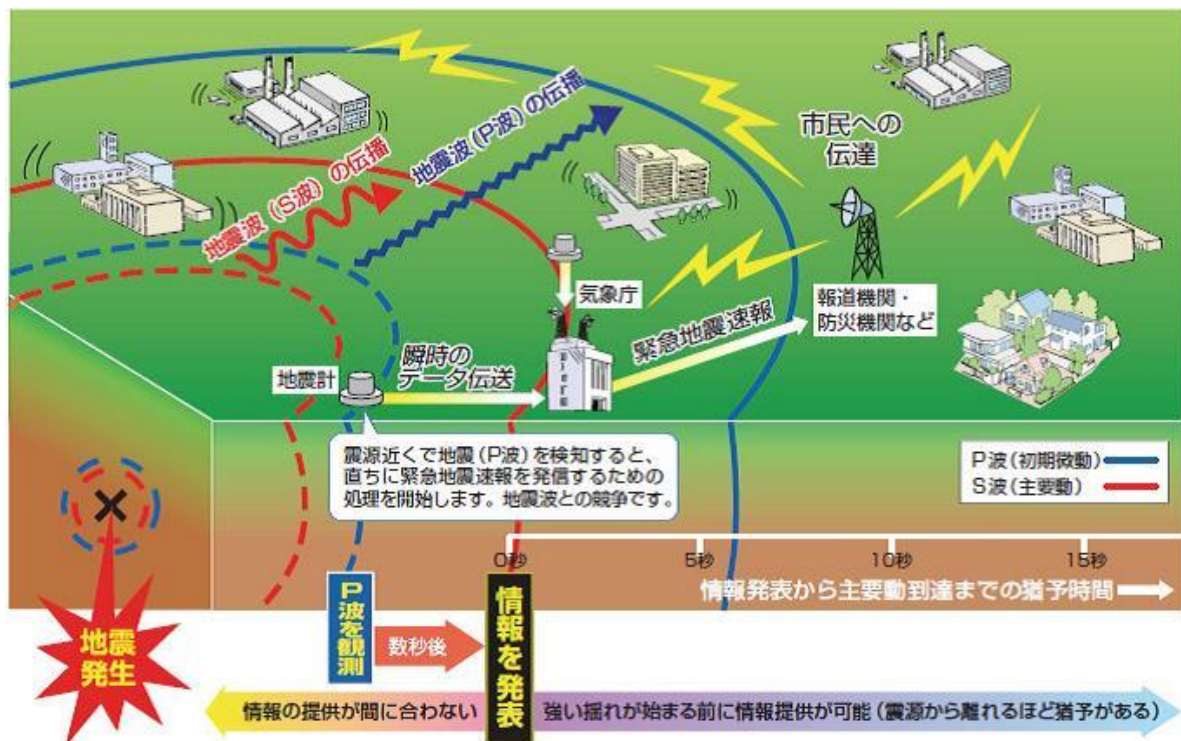 地震波(P波)の伝播
地震波(S波)の伝播
市民への
伝達
気象庁
報道機関・
防災機関など
緊急地震速報
地震計
瞬時の
データ伝送
震源近くで地震(P波)を検知すると、
直ちに緊急地震速報を発信するための
処理を開始します。地震波との競争です。
P波(初期微動)
S波(主要動)
0秒
5秒
10秒
15秒
情報発表から主要動到達までの猶予時間
地震
発生
P波を観測
数秒後
情報を発表
情報の提供が間に合わない
強い揺れが始まる前に情報提供が可能(震源から離れるほど猶予がある)